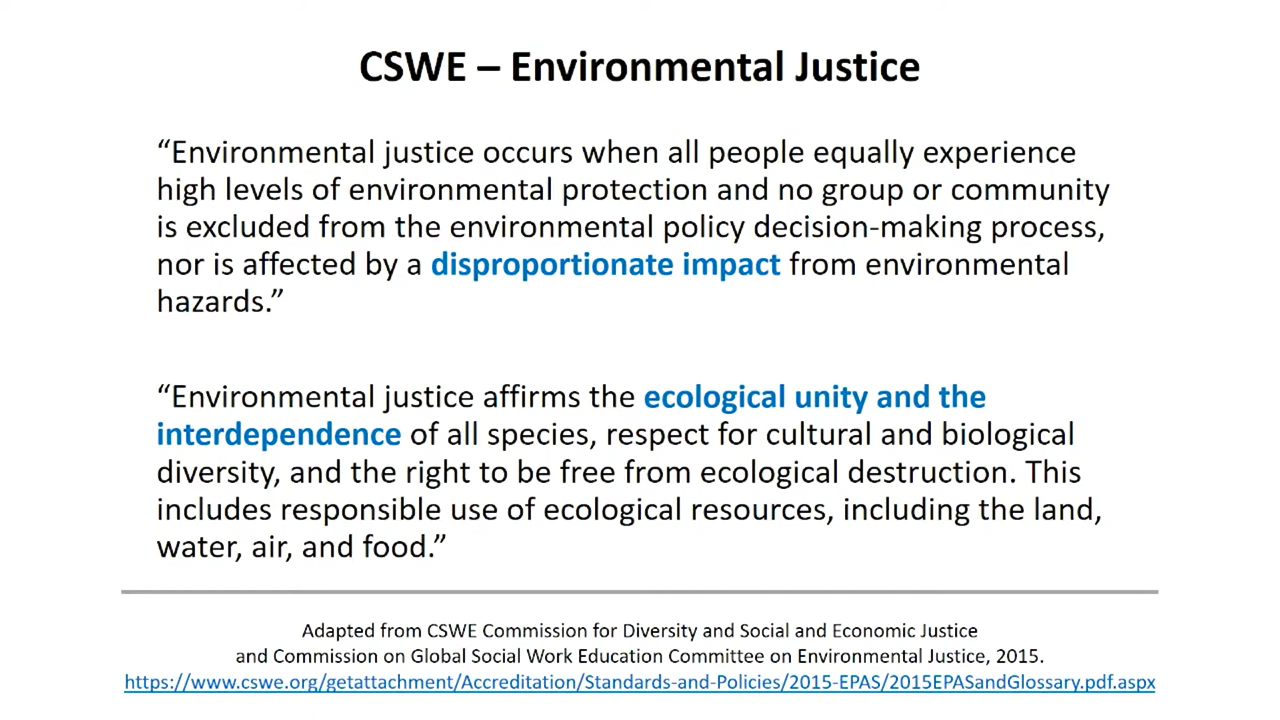 CSWE – Environmental Justice
“Environmental justice occurs when all people equally experience
high levels of environmental protection and no group or community
is excluded from the environmental policy decision-making process,
nor is affected by a disproportionate impact from environmental
hazards.”
“Environmental justice affirms the ecological unity and the
interdependence of all species, respect for cultural and biological
diversity, and the right to be free from ecological destruction. This
includes responsible use of ecological resources, including the land,
water, air, and food.”
Adapted from CSWE Commission for Diversity and Social and Economic Justice
and Commission on Global Social Work Education Committee on Environmental Justice, 2015.
https://www.cswe.org/getattachment/Accreditation/Standards-and-Policies/2015-EPAS/2015EPASandGlossary.pdf.aspx